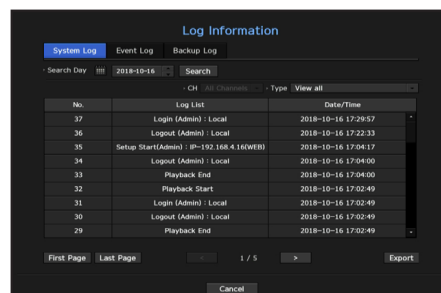 Log Information
System Log Event Log Backup Log
· Search Day 2018-10-16 Search
· CH All Channels · Type View all
No. Log List Date/Time
37 Login (Admin) : Local 2018-10-16 17:29:57
36 Logout (Admin) : Local 2018-10-16 17:22:33
35 Setup Start(Admin) : IP-192.168.4.16(WEB) 2018-10-16 17:04:17
34 Logout (Admin) : Local 2018-10-16 17:04:00
33 Playback End 2018-10-16 17:04:00
32 Playback Start 2018-10-16 17:02:49
31 Login (Admin) : Local 2018-10-16 17:02:49
30 Logout (Admin) : Local 2018-10-16 17:02:49
29 Playback End 2018-10-16 17:02:49
First Page Last Page < 1 / 5 > Export
Cancel